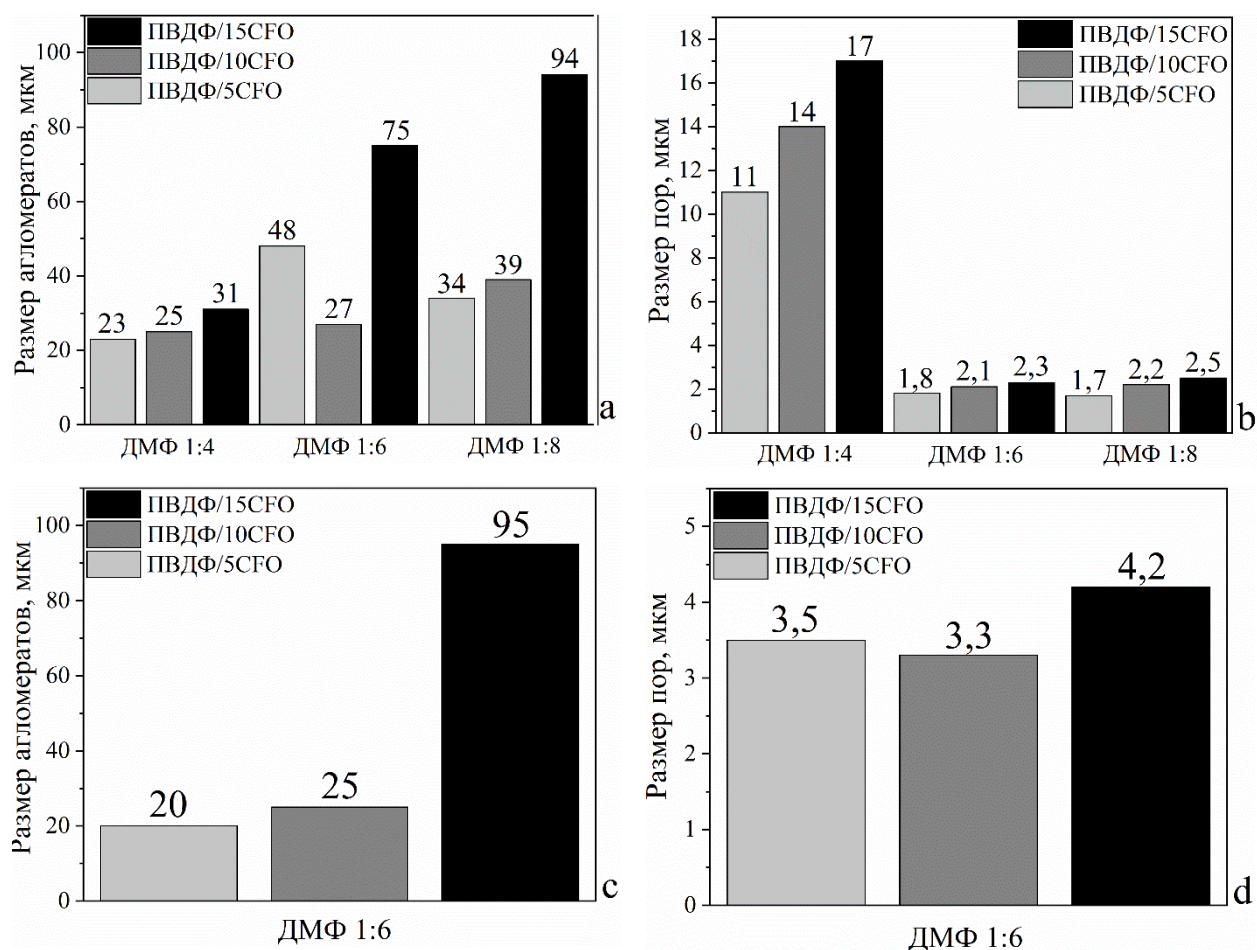 Размер агломератов, мкм
100
80
60
40
20
0
ПВДФ/15CFO
ПВДФ/10CFO
ПВДФ/5CFO
23
25
31
48
27
75
34
39
94
ДМФ 1:4
ДМФ 1:6
ДМФ 1:8
a
Размер пор, мкм
18
16
14
12
10
8
6
4
2
0
ПВДФ/15CFO
ПВДФ/10CFO
ПВДФ/5CFO
11
14
17
1,8
2,1
2,3
1,7
2,2
2,5
ДМФ 1:4
ДМФ 1:6
ДМФ 1:8
b
Размер агломератов, мкм
100
80
60
40
20
0
ПВДФ/15CFO
ПВДФ/10CFO
ПВДФ/5CFO
20
25
95
ДМФ 1:6
c
Размер пор, мкм
5
4
3
2
1
0
ПВДФ/15CFO
ПВДФ/10CFO
ПВДФ/5CFO
3,5
3,3
4,2
ДМФ 1:6
d